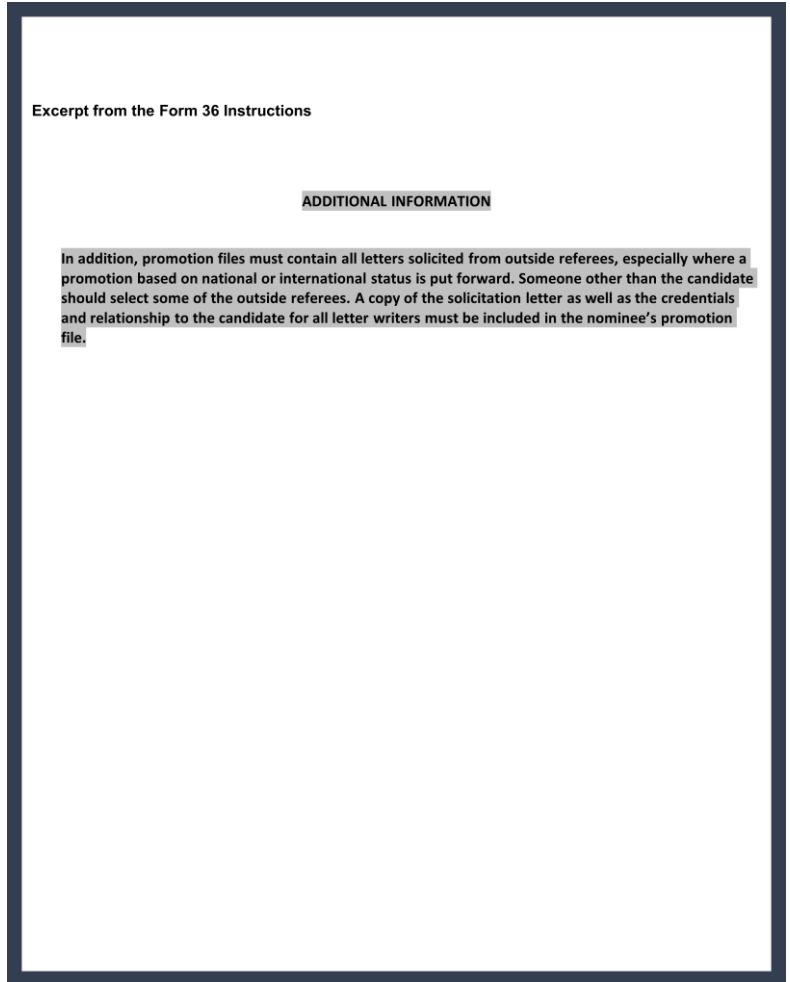 Excerpt from the Form 36 Instructions
ADDITIONAL INFORMATION
In addition, promotion files must contain all letters solicited from outside referees, especially where a
promotion based on national or international status is put forward. Someone other than the candidate
should select some of the outside referees. A copy of the solicitation letter as well as the credentials
and relationship to the candidate for all letter writers must be included in the nominee’s promotion
file.